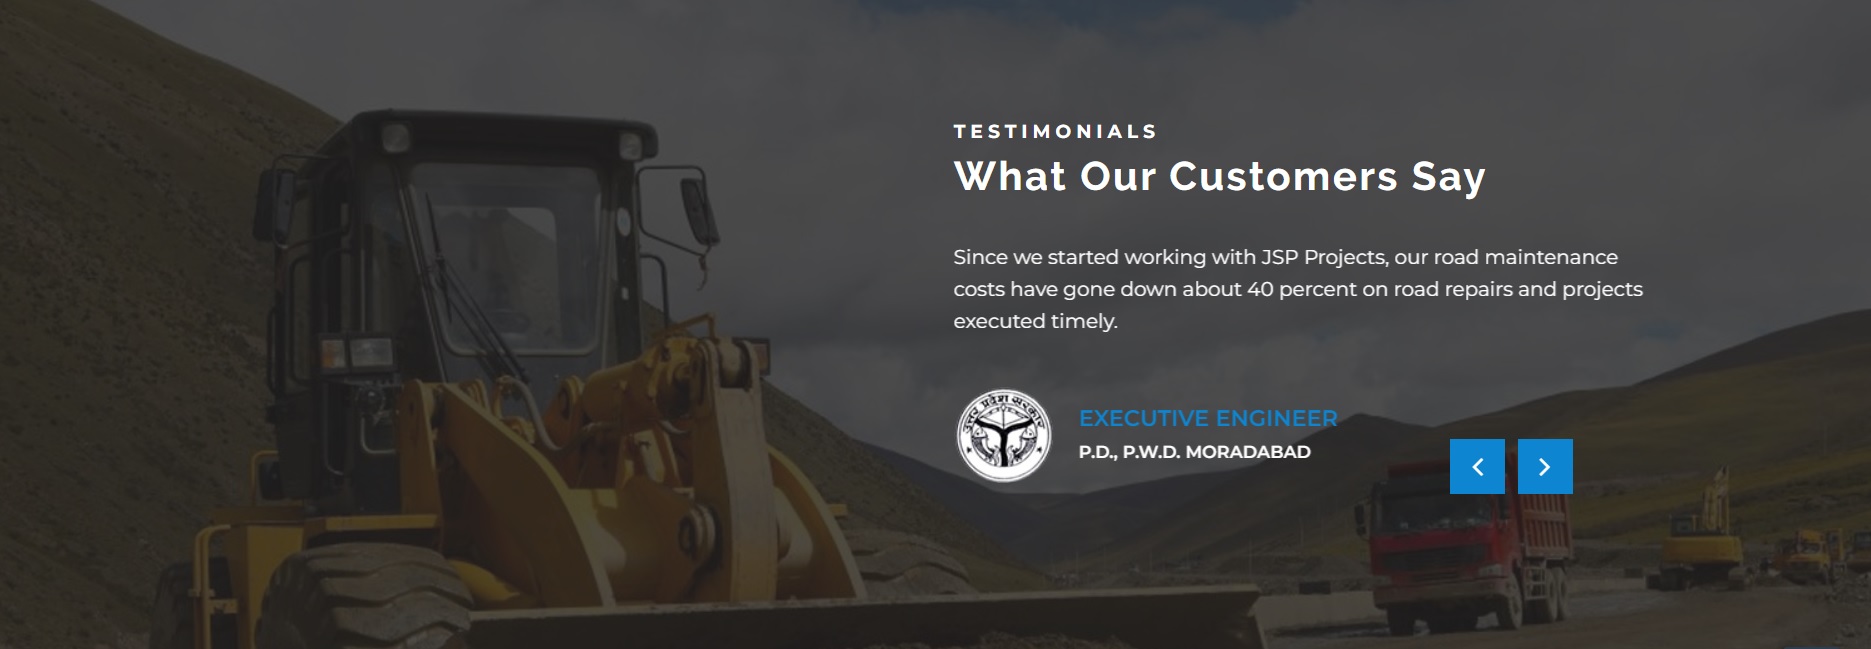 TESTIMONIALS
What Our Customers Say
Since we started working with JSP Projects, our road maintenance
costs have gone down about 40 percent on road repairs and projects
executed timely.
उत्तर प्रदेश सरकार
EXECUTIVE ENGINEER
P.D., P.W.D. MORADABAD